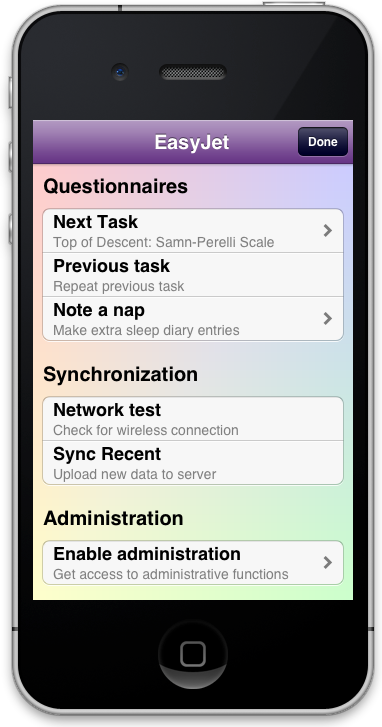 EasyJet
Done
Questionnaires
Next Task
Top of Descent: Samn-Perelli Scale
Previous task
Repeat previous task
Note a nap
Make extra sleep diary entries
Synchronization
Network test
Check for wireless connection
Sync Recent
Upload new data to server
Administration
Enable administration
Get access to administrative functions